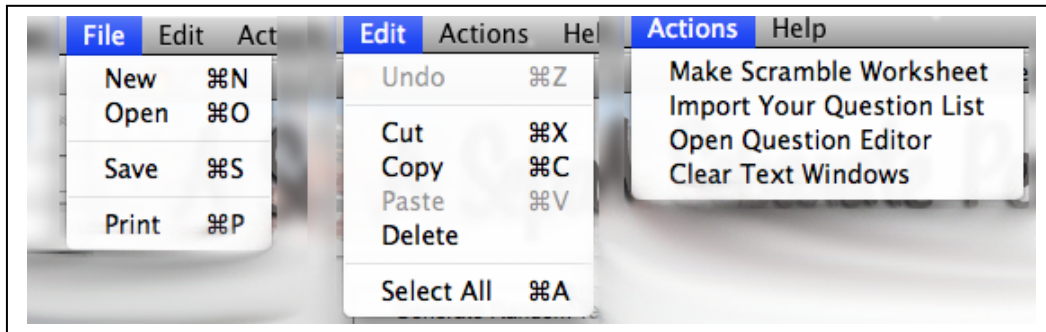 File Edit Act
New ⌘N
Open ⌘O
Save ⌘S
Print ⌘P
Edit Actions Hel
Undo ⌘Z
Cut ⌘X
Copy ⌘C
Paste ⌘V
Delete
Select All ⌘A
Actions Help
Make Scramble Worksheet
Import Your Question List
Open Question Editor
Clear Text Windows